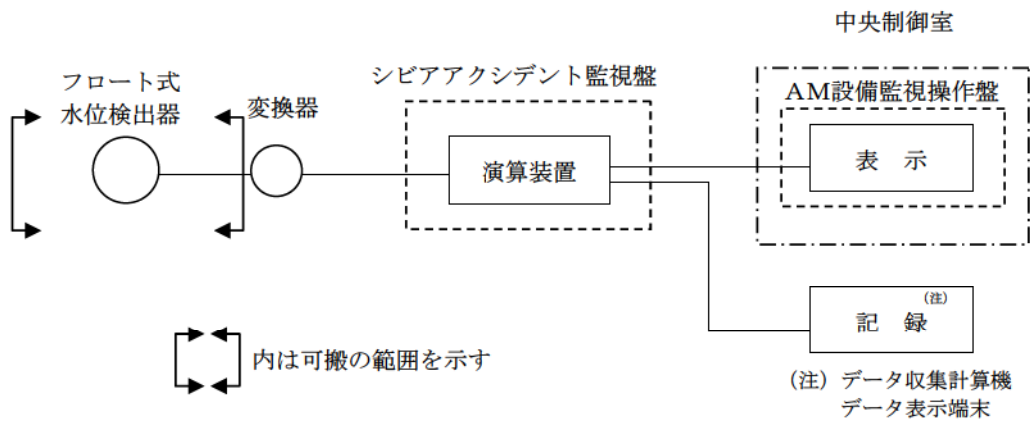 中央制御室
シビアアクシデント監視盤
フロート式
水位検出器
変換器
AM設備監視操作盤
演算装置
表 示
記 録(注)
内は可搬の範囲を示す
(注)データ収集計算機
データ表示端末